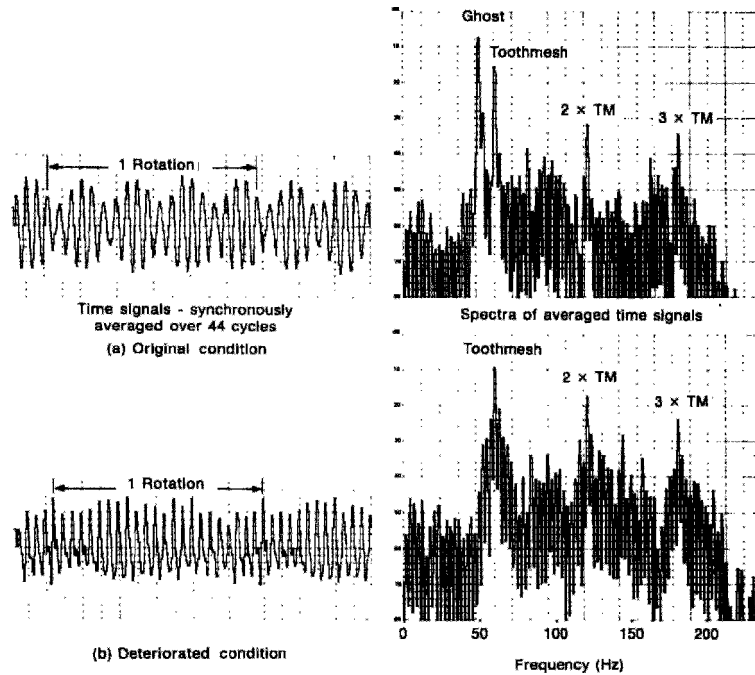 Ghost
Toothmesh
2 × TM
3 × TM
1 Rotation
Time signals - synchronously
averaged over 44 cycles
(a) Original condition
Spectra of averaged time signals
Toothmesh
2 × TM
3 × TM
1 Rotation
(b) Deteriorated condition
0 50 100 150 200
Frequency (Hz)